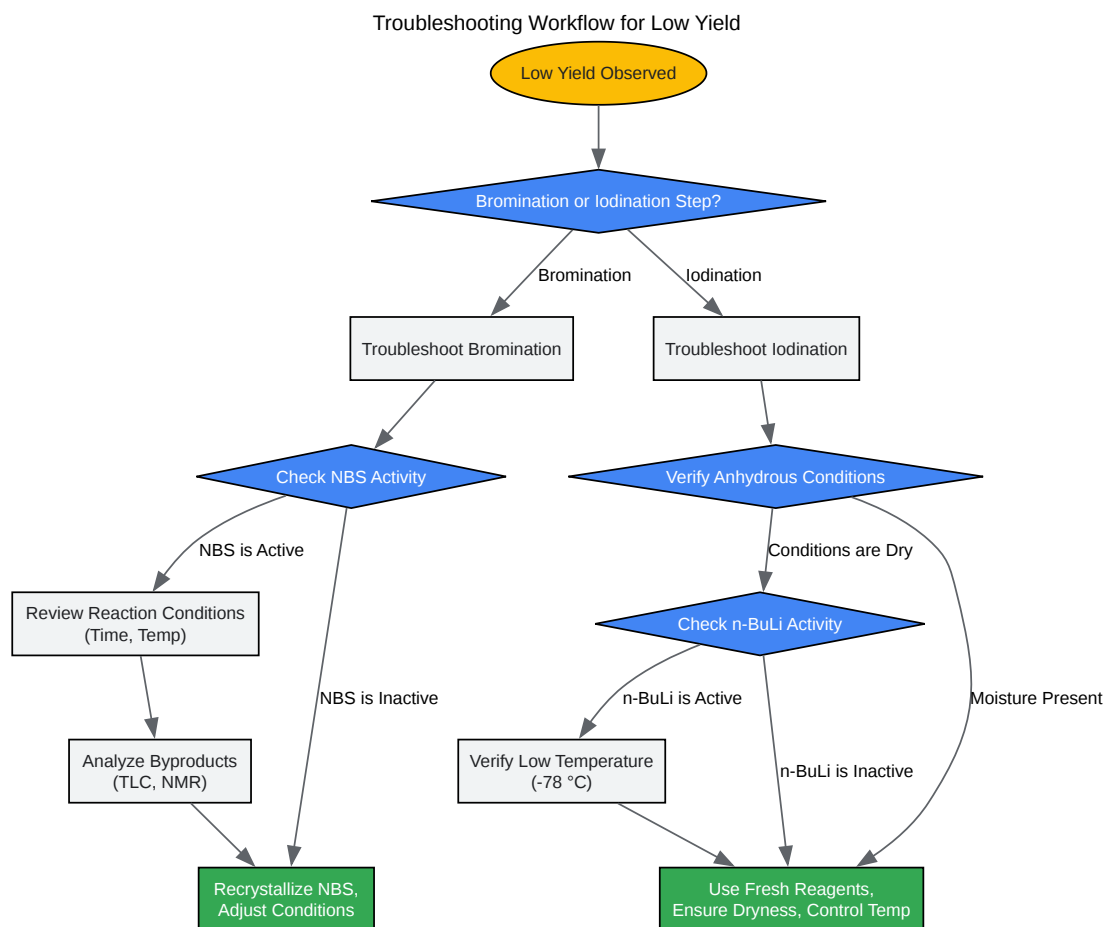 Troubleshooting Workflow for Low Yield
Low Yield Observed
Bromination or Iodination Step?
Bromination
Iodination
Troubleshoot Bromination
Troubleshoot Iodination
Check NBS Activity
Verify Anhydrous Conditions
NBS is Active
Conditions are Dry
Review Reaction Conditions
(Time, Temp)
Check n-BuLi Activity
NBS is Inactive
n-BuLi is Active
Moisture Present
Analyze Byproducts
(TLC, NMR)
Verify Low Temperature
(-78 °C)
n-BuLi is Inactive
Recrystallize NBS,
Adjust Conditions
Use Fresh Reagents,
Ensure Dryness, Control Temp